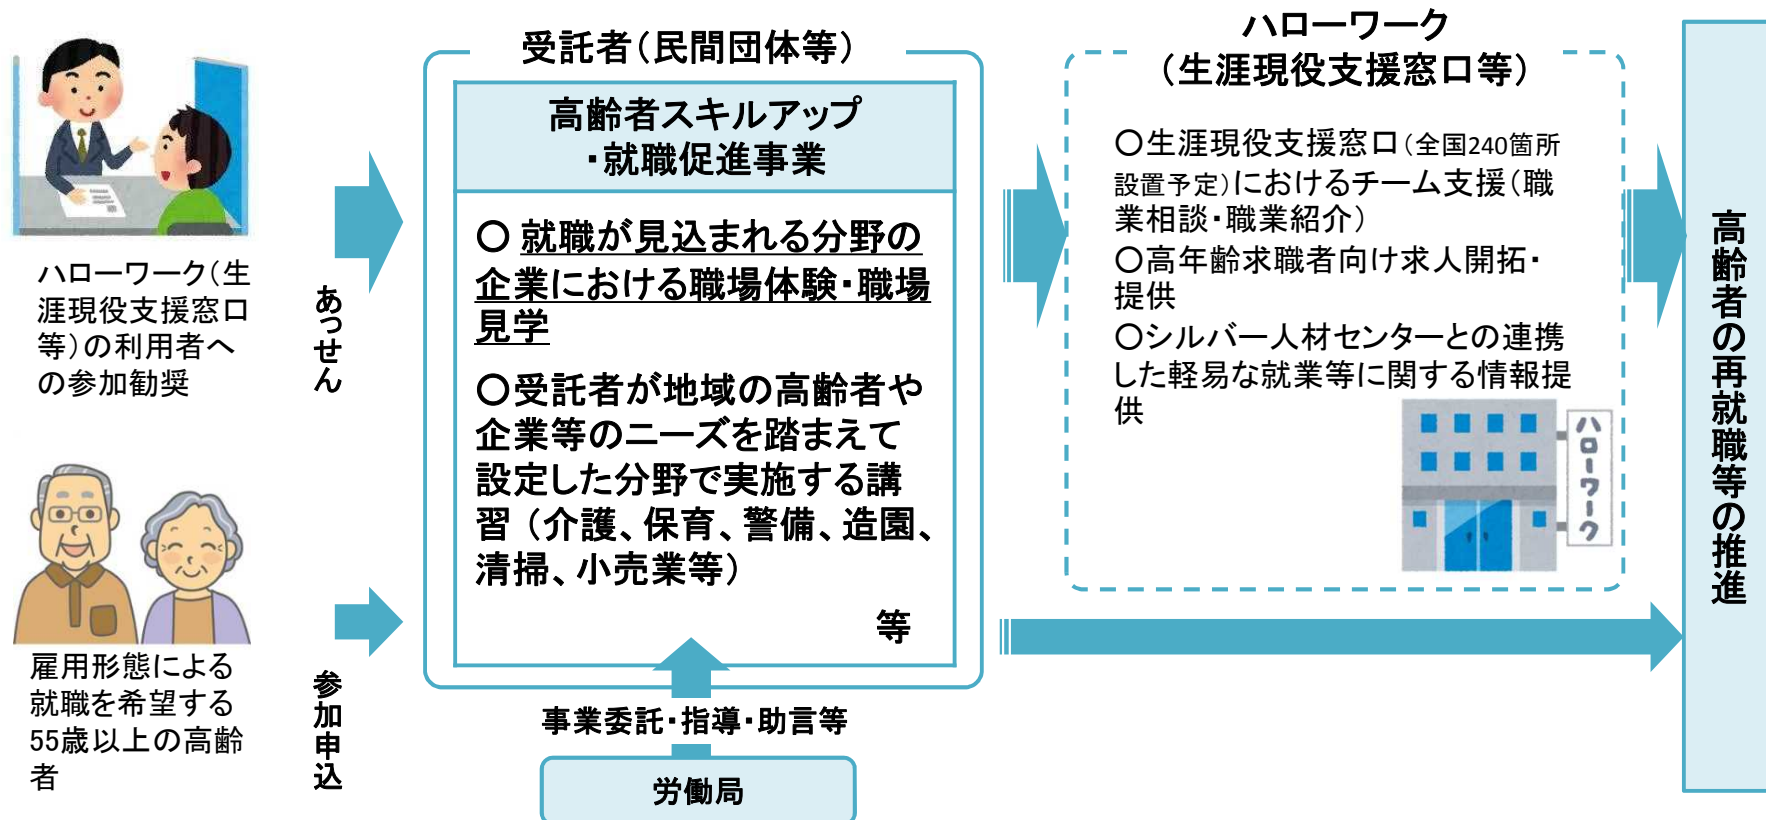 ハローワーク(生
涯現役支援窓口
等)の利用者へ
の参加勧奨
雇用形態による
就職を希望する
55歳以上の高齢
者
あっせん
参加申込
受託者(民間団体等)
高齢者スキルアップ
・就職促進事業
○ 就職が見込まれる分野の
企業における職場体験・職場
見学
○受託者が地域の高齢者や
企業等のニーズを踏まえて
設定した分野で実施する講
習(介護、保育、警備、造園、
清掃、小売業等)
等
事業委託・指導・助言等
労働局
ハローワーク
(生涯現役支援窓口等)
○生涯現役支援窓口(全国240箇所
設置予定)におけるチーム支援(職
業相談・職業紹介)
○高年齢求職者向け求人開拓・
提供
○シルバー人材センターとの連携
した軽易な就業等に関する情報提
供
ハローワーク
高齢者の再就職等の推進